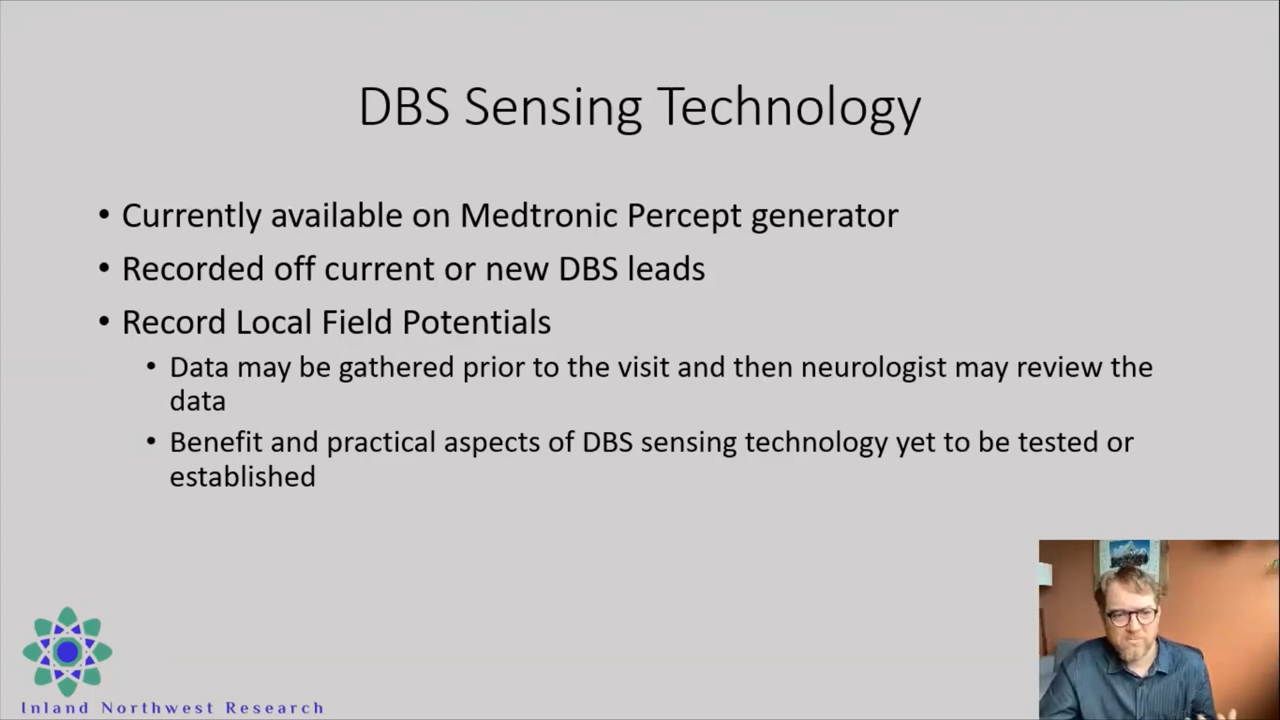 DBS Sensing Technology
• Currently available on Medtronic Percept generator
• Recorded off current or new DBS leads
• Record Local Field Potentials
• Data may be gathered prior to the visit and then neurologist may review the
data
• Benefit and practical aspects of DBS sensing technology yet to be tested or
established
Inland Northwest Research